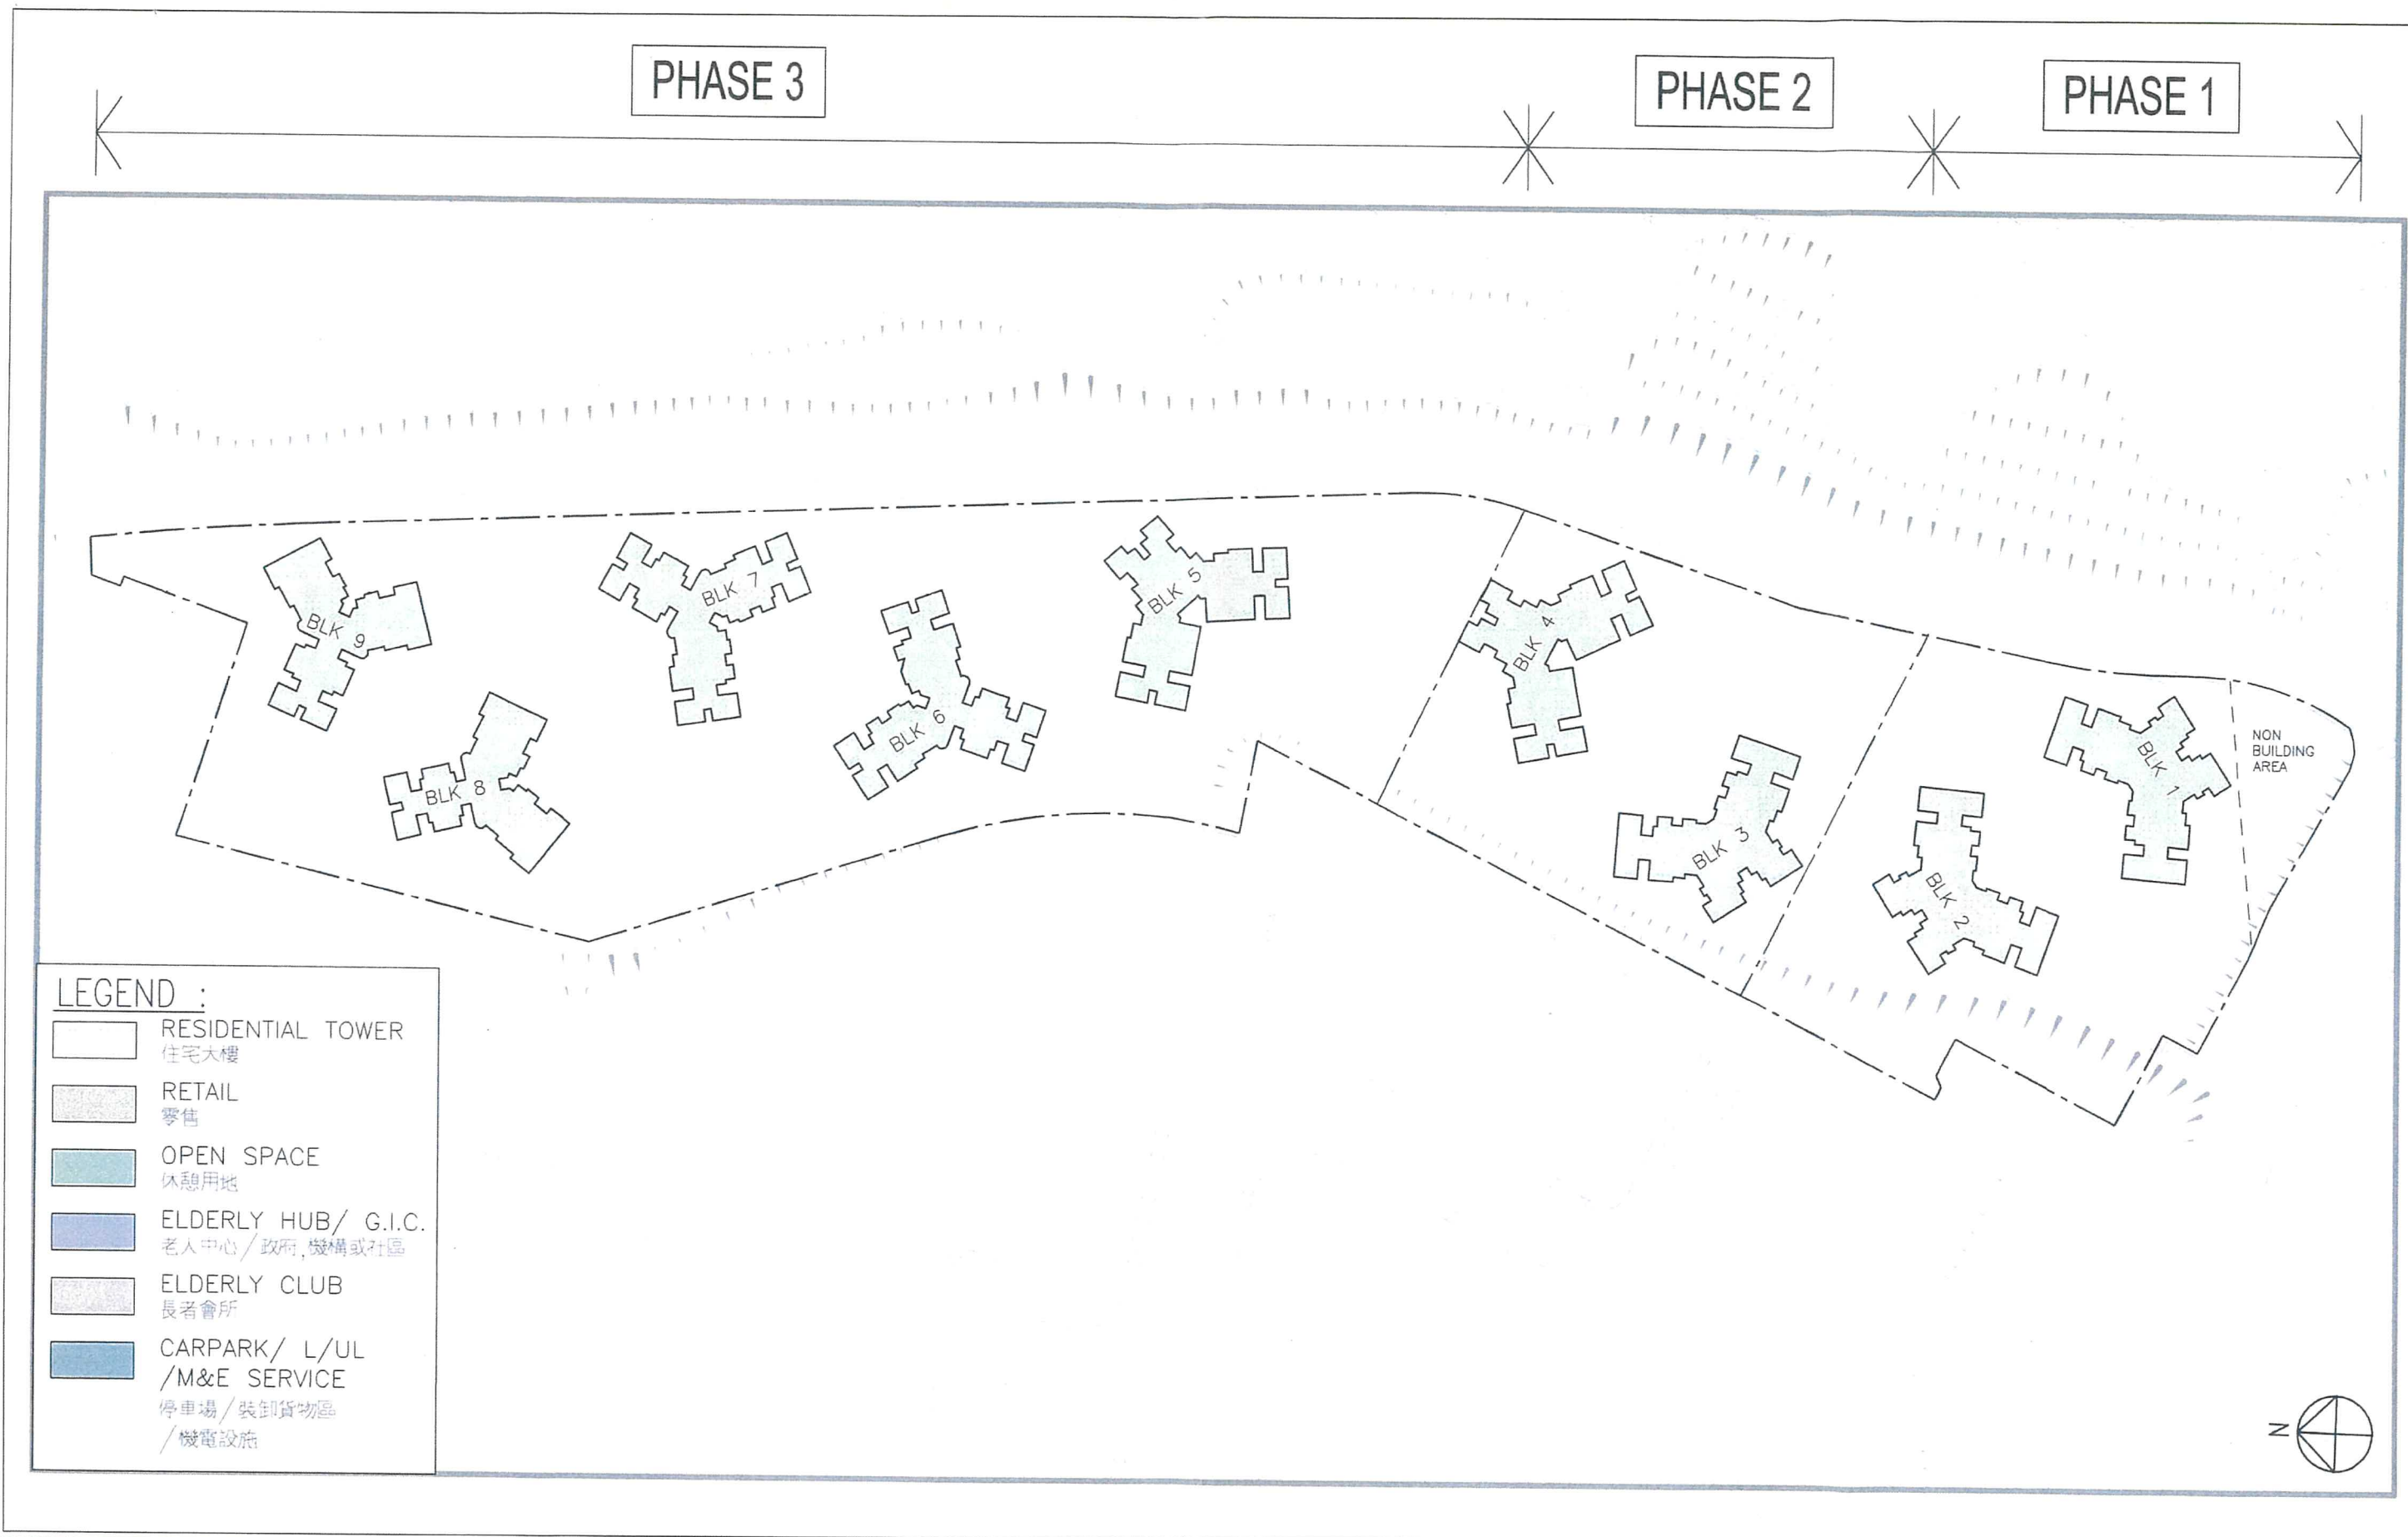 PHASE 3
PHASE 2
PHASE 1
BLK 9
BLK 8
BLK 7
BLK 6
BLK 5
BLK 4
BLK 3
BLK 2
BLK 1
NON
BUILDING
AREA
LEGEND :
RESIDENTIAL TOWER
住宅大樓
RETAIL
零售
OPEN SPACE
休憩用地
ELDERLY HUB/ G.I.C.
老人中心/政府,機構或社區
ELDERLY CLUB
長者會所
CARPARK/ L/UL
/M&E SERVICE
停車場/裝卸貨物區
/機電設施
N